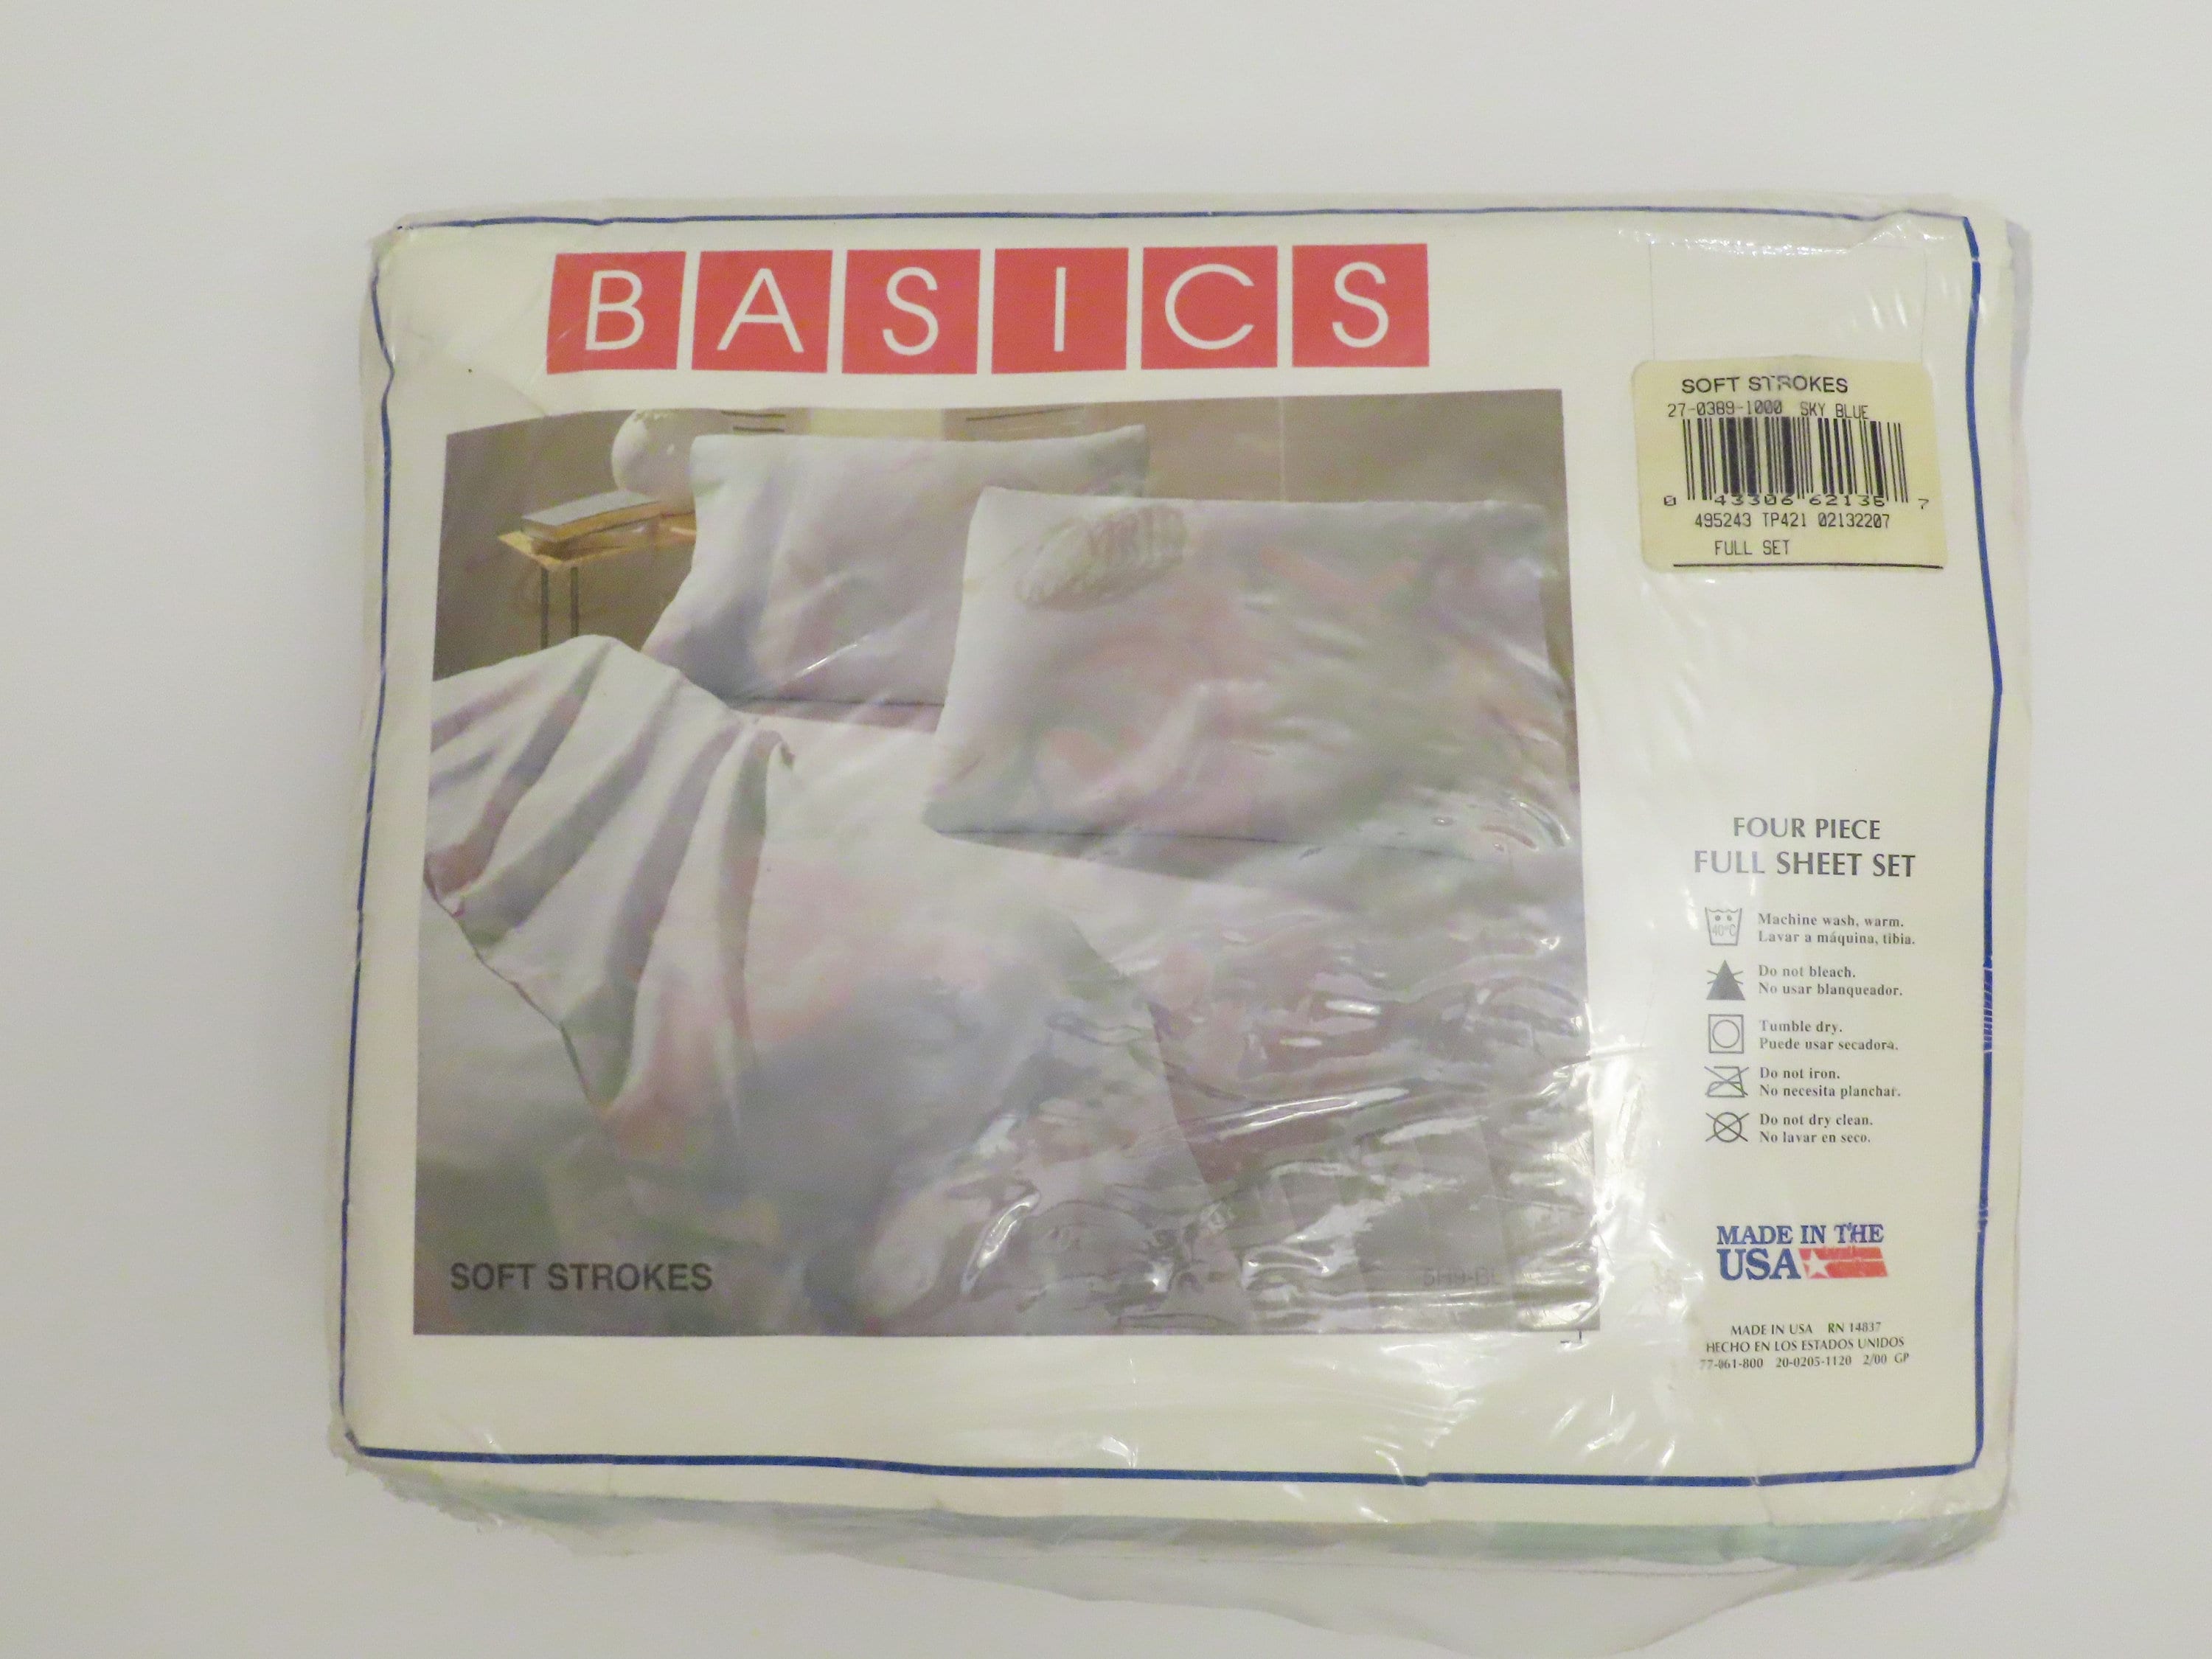 BASICS
SOFT STROKES
27-0389-1000 SKY BLUE
0 43306 62136 7
495243 TP421 02132207
FULL SET
FOUR PIECE
FULL SHEET SET
40°C
Machine wash, warm.
Lavar a máquina, tibia.
Do not bleach.
No usar blanqueador.
Tumble dry.
Puede usar secadora.
Do not iron.
No necesita planchar.
Do not dry clean.
No lavar en seco.
MADE IN THE
USA
MADE IN USA RN 14837
HECHO EN LOS ESTADOS UNIDOS
77-061-800 20-0205-1120 2/00 GP
SOFT STROKES